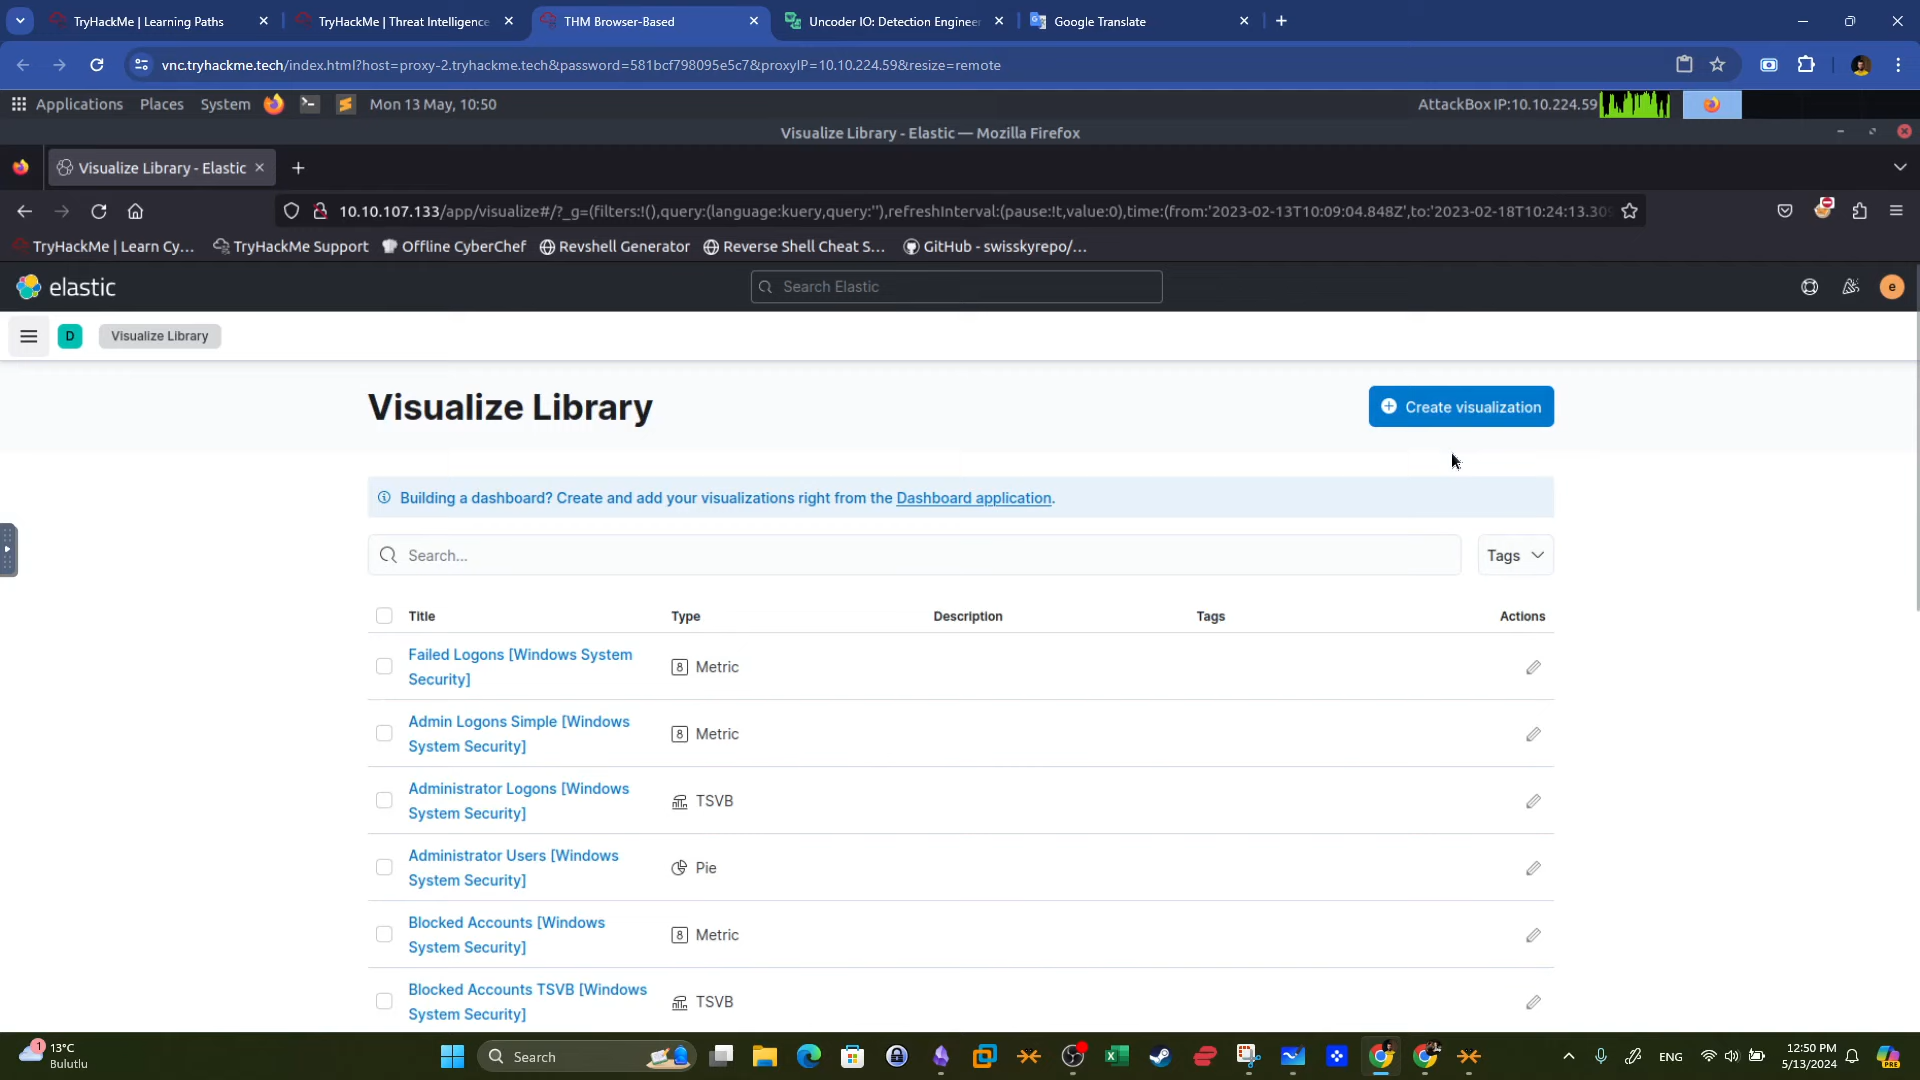 TryHackMe | Learning Paths
TryHackMe | Threat Intelligence
THM Browser-Based
Uncoder IO: Detection Engineer
Google Translate
vnc.tryhackme.tech/index.html?host=proxy-2.tryhackme.tech&password=581bcf798095e5c7&proxyIP=10.10.224.59&resize=remote
Applications Places System Mon 13 May, 10:50 AttackBox IP:10.10.224.59
Visualize Library - Elastic — Mozilla Firefox
Visualize Library - Elastic
10.10.107.133/app/visualize#/?_g=(filters:!(),query:(language:kuery,query:''),refreshInterval:(pause:!t,value:0),time:(from:'2023-02-13T10:09:04.848Z',to:'2023-02-18T10:24:13.309
TryHackMe | Learn Cy... TryHackMe Support Offline CyberChef Revshell Generator Reverse Shell Cheat S... GitHub - swisskyrepo/...
elastic
Search Elastic
e
D
Visualize Library
Visualize Library
Create visualization
Building a dashboard? Create and add your visualizations right from the Dashboard application.
Search...
Tags
Title Type Description Tags Actions
Failed Logons [Windows System
Security]
8 Metric
Admin Logons Simple [Windows
System Security]
8 Metric
Administrator Logons [Windows
System Security]
TSVB
Administrator Users [Windows
System Security]
Pie
Blocked Accounts [Windows
System Security]
8 Metric
Blocked Accounts TSVB [Windows
System Security]
TSVB
1
13°C
Bulutlu
Search
ENG
12:50 PM
5/13/2024
PRE